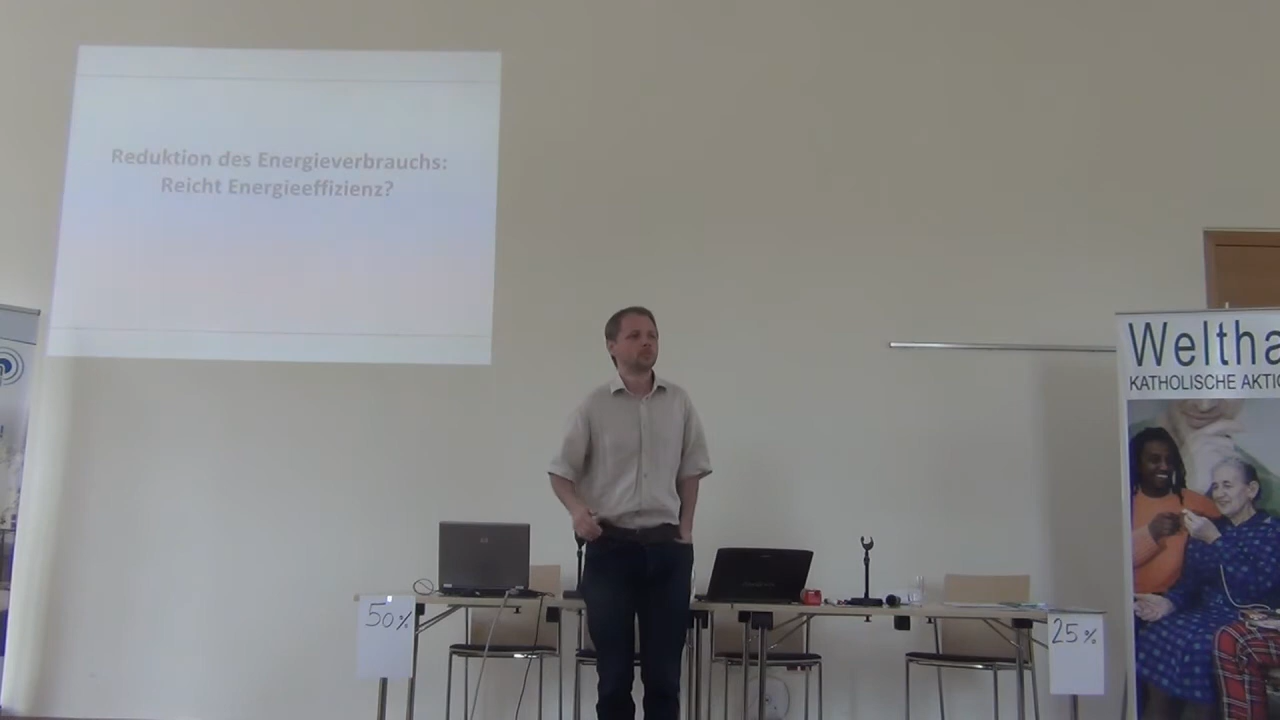 Reduktion des Energieverbrauchs:
Reicht Energieeffizienz?
Weltha
KATHOLISCHE AKTIO
50%
25%